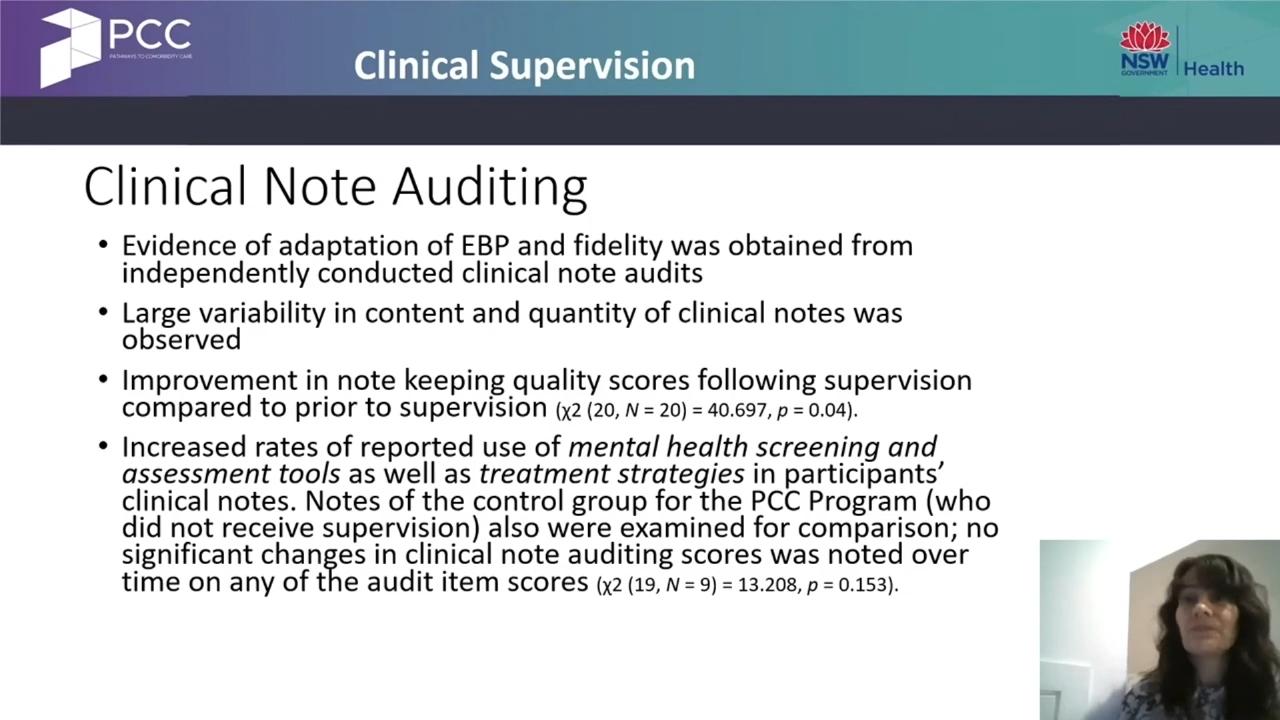 PCC
PATHWAYS TO COMORBIDITY CARE
Clinical Supervision
NSW
GOVERNMENT
Health
Clinical Note Auditing
• Evidence of adaptation of EBP and fidelity was obtained from
independently conducted clinical note audits
• Large variability in content and quantity of clinical notes was
observed
• Improvement in note keeping quality scores following supervision
compared to prior to supervision (χ2 (20, N = 20) = 40.697, p = 0.04).
• Increased rates of reported use of mental health screening and
assessment tools as well as treatment strategies in participants’
clinical notes. Notes of the control group for the PCC Program (who
did not receive supervision) also were examined for comparison; no
significant changes in clinical note auditing scores was noted over
time on any of the audit item scores (χ2 (19, N = 9) = 13.208, p = 0.153).